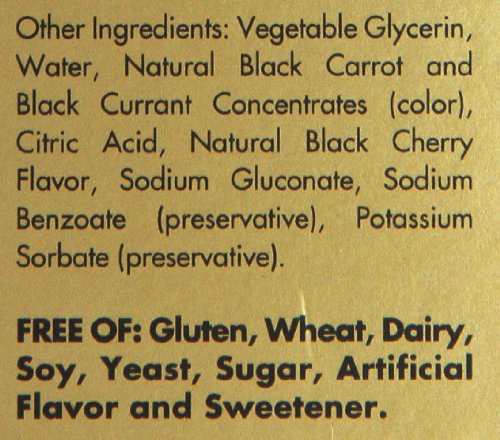 Other Ingredients: Vegetable Glycerin,
Water, Natural Black Carrot and
Black Currant Concentrates (color),
Citric Acid, Natural Black Cherry
Flavor, Sodium Gluconate, Sodium
Benzoate (preservative), Potassium
Sorbate (preservative).
FREE OF: Gluten, Wheat, Dairy,
Soy, Yeast, Sugar, Artificial
Flavor and Sweetener.